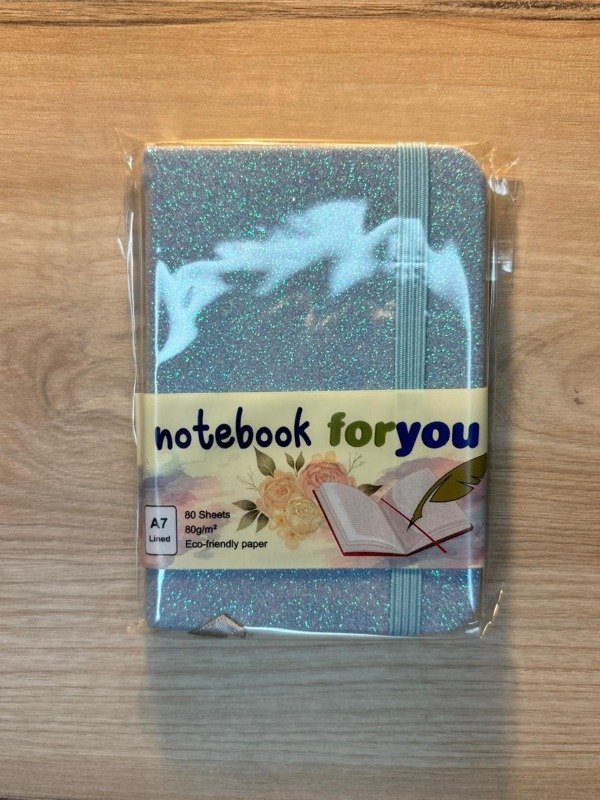 notebook foryou
A7
Lined
80 Sheets
80g/m²
Eco-friendly paper